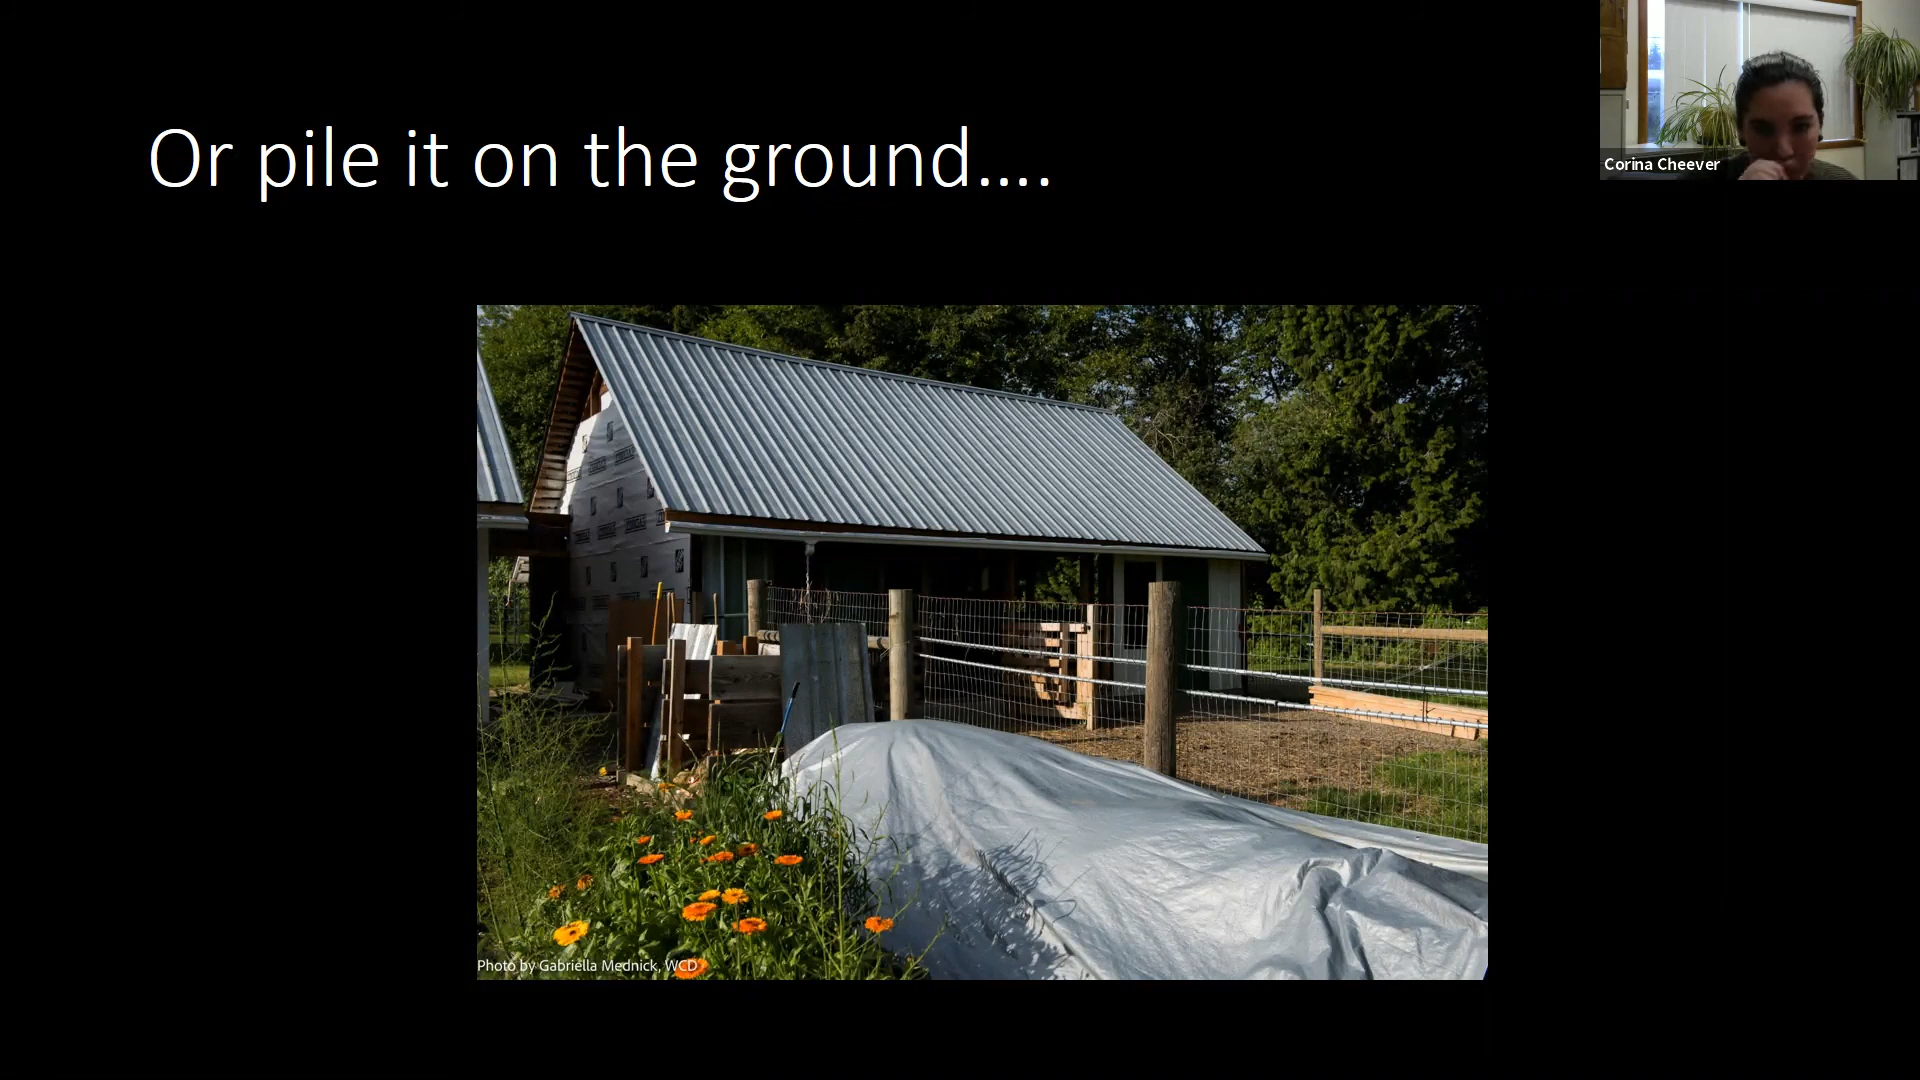 Or pile it on the ground....
Corina Cheever
Photo by Gabriella Mednick, WCD